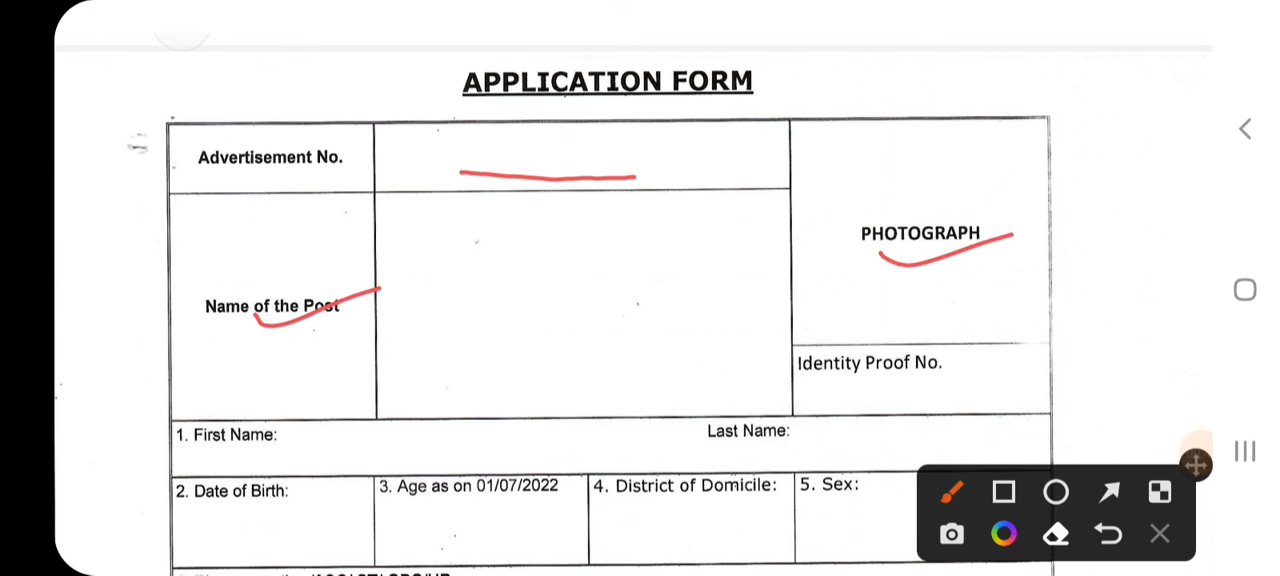 APPLICATION FORM
Advertisement No.
PHOTOGRAPH
Name of the Post
Identity Proof No.
1. First Name:
Last Name:
2. Date of Birth:
3. Age as on 01/07/2022
4. District of Domicile:
5. Sex: